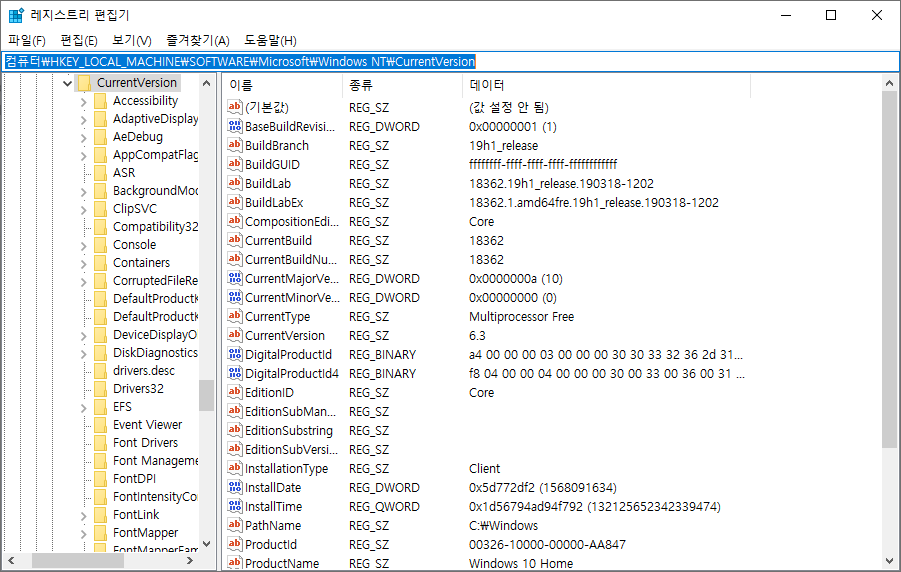 레지스트리 편집기
파일(F) 편집(E) 보기(V) 즐겨찾기(A) 도움말(H)
컴퓨터₩HKEY_LOCAL_MACHINE₩SOFTWARE₩Microsoft₩Windows NT₩CurrentVersion
CurrentVersion
Accessibility
AdaptiveDisplay
AeDebug
AppCompatFlag
ASR
BackgroundMod
ClipSVC
Compatibility32
Console
Containers
CorruptedFileRe
DefaultProductK
DefaultProductK
DeviceDisplayO
DiskDiagnostics
drivers.desc
Drivers32
EFS
Event Viewer
Font Drivers
Font Manageme
FontDPI
FontIntensityCo
FontLink
FontMapper
FontMapperFam
이름 종류 데이터
(기본값) REG_SZ (값 설정 안 됨)
BaseBuildRevisi... REG_DWORD 0x00000001 (1)
BuildBranch REG_SZ 19h1_release
BuildGUID REG_SZ ffffffff-ffff-ffff-ffff-ffffffffffff
BuildLab REG_SZ 18362.19h1_release.190318-1202
BuildLabEx REG_SZ 18362.1.amd64fre.19h1_release.190318-1202
CompositionEdi... REG_SZ Core
CurrentBuild REG_SZ 18362
CurrentBuildNu... REG_SZ 18362
CurrentMajorVe... REG_DWORD 0x0000000a (10)
CurrentMinorVe... REG_DWORD 0x00000000 (0)
CurrentType REG_SZ Multiprocessor Free
CurrentVersion REG_SZ 6.3
DigitalProductId REG_BINARY a4 00 00 00 03 00 00 00 30 30 33 32 36 2d 31...
DigitalProductId4 REG_BINARY f8 04 00 00 04 00 00 00 30 00 33 00 36 00 31 ...
EditionID REG_SZ Core
EditionSubMan... REG_SZ
EditionSubstring REG_SZ
EditionSubVersi... REG_SZ
InstallationType REG_SZ Client
InstallDate REG_DWORD 0x5d772df2 (1568091634)
InstallTime REG_QWORD 0x1d56794ad94f792 (132125652342339474)
PathName REG_SZ C:₩Windows
ProductId REG_SZ 00326-10000-00000-AA847
ProductName REG_SZ Windows 10 Home